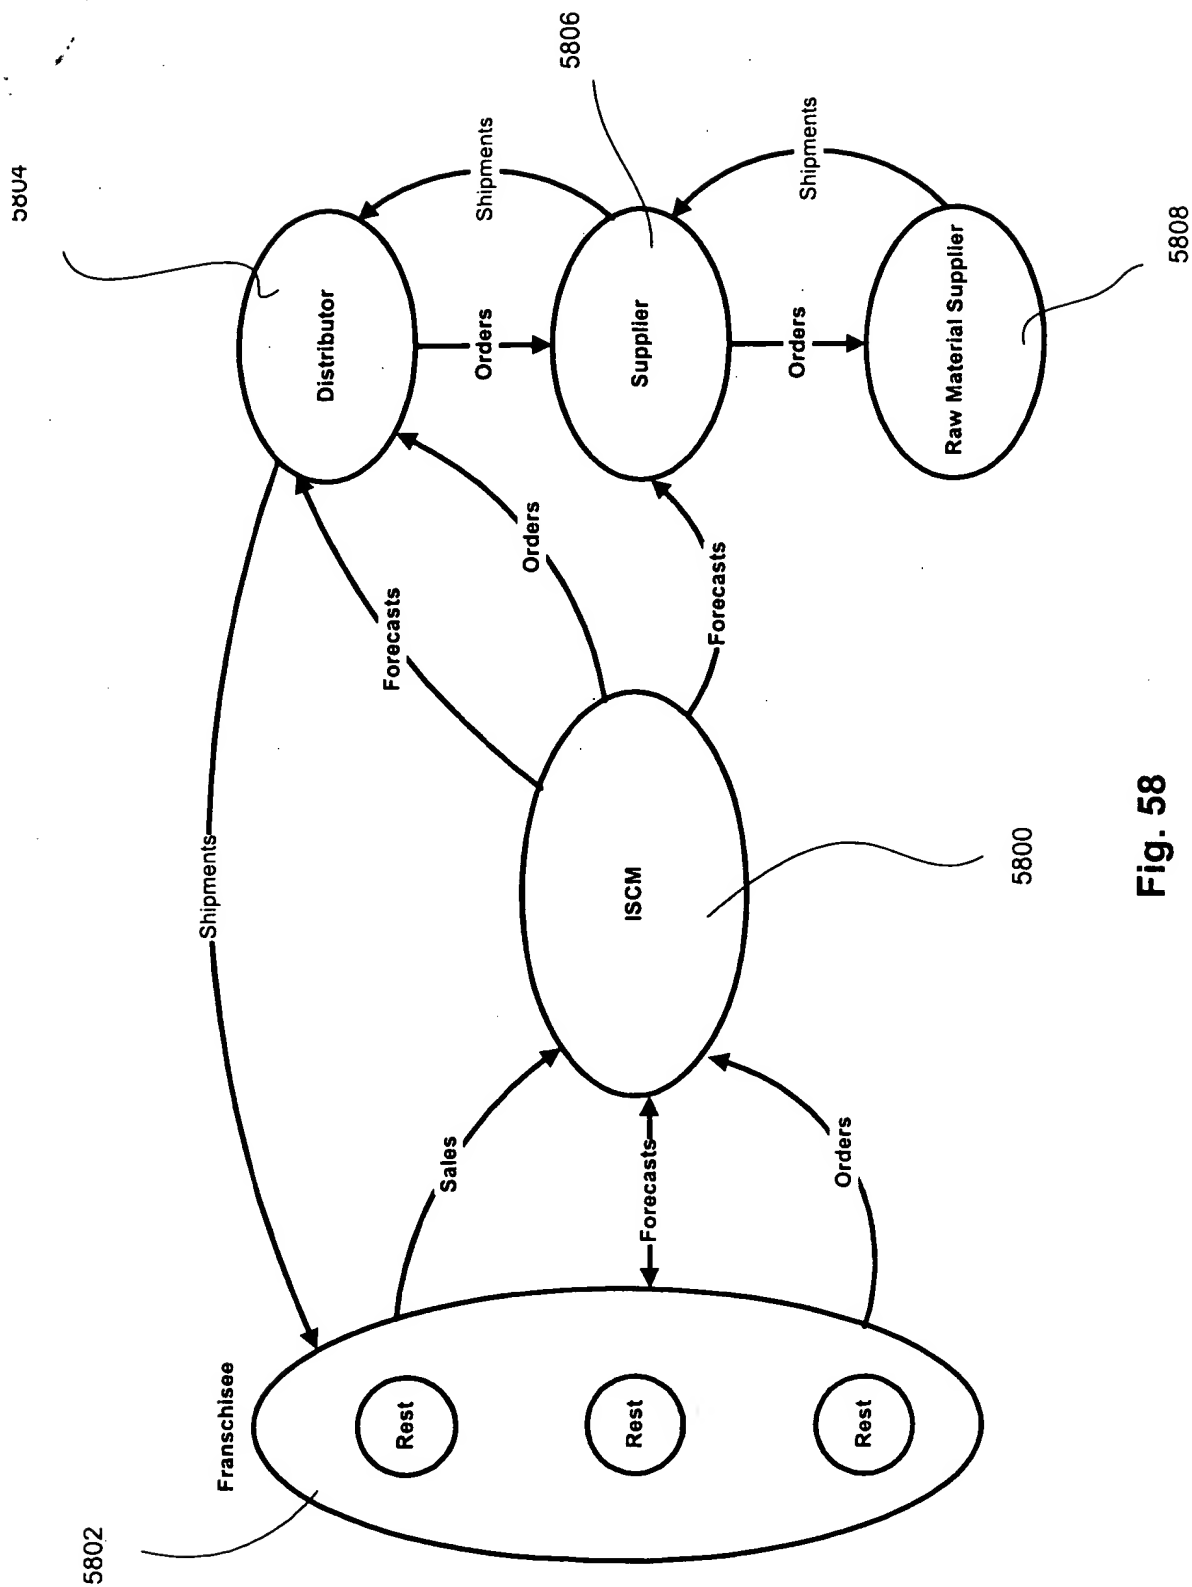 5802
Franschisee
Rest
Rest
Rest
Shipments
Sales
Forecasts
Orders
ISCM
5800
Forecasts
Orders
Forecasts
5804
Distributor
Orders
Shipments
5806
Supplier
Orders
Shipments
Raw Material Supplier
5808
Fig. 58